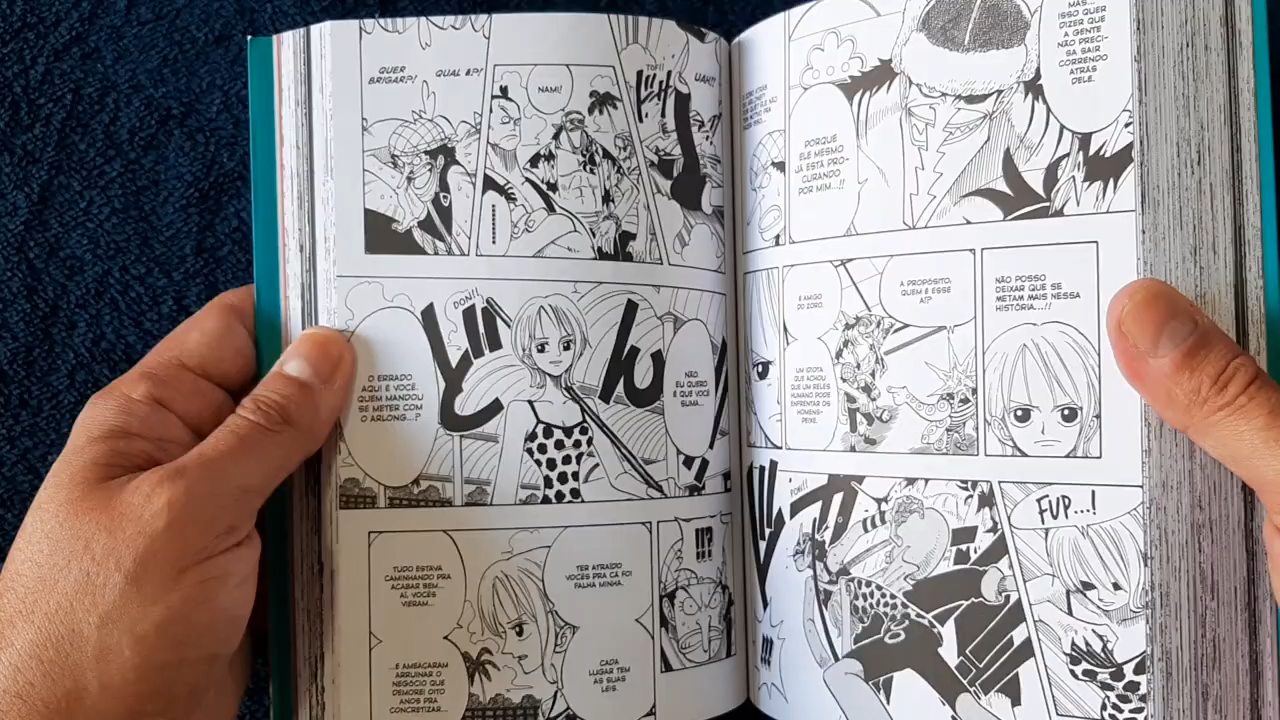 QUER
BRIGAR?!
QUAL É?!
NAMI!
TOF!!
UAH!!
O ERRADO
AQUI É VOCÊ.
QUEM MANDOU
SE METER COM
O ARLONG...?
DON!!
NÃO.
EU QUERO
É QUE VOCÊ
SUMA...
TUDO ESTAVA
CAMINHANDO PRA
ACABAR BEM...
AÍ, VOCÊS
VIERAM...
...E AMEAÇARAM
ARRUINAR O
NEGÓCIO QUE
DEMOREI OITO
ANOS PRA
CONCRETIZAR...
TER ATRAÍDO
VOCÊS PRA CÁ FOI
FALHA MINHA.
CADA
LUGAR TEM
AS SUAS
LEIS.
!!?
MAS...
ISSO QUER
DIZER QUE
A GENTE
NÃO PRECI-
SA SAIR
CORRENDO
ATRÁS
DELE.
PORQUE
ELE MESMO
JÁ ESTÁ PRO-
CURANDO
POR MIM...!!
É AMIGO
DO ZORO.
A PROPÓSITO,
QUEM É ESSE
AÍ?
UM IDIOTA
QUE ACHOU
QUE UM RELES
HUMANO PODE
ENFRENTAR OS
HOMENS-
PEIXE.
NÃO POSSO
DEIXAR QUE SE
METAM MAIS NESSA
HISTÓRIA...!!
DON!!
!!!
FUP...!